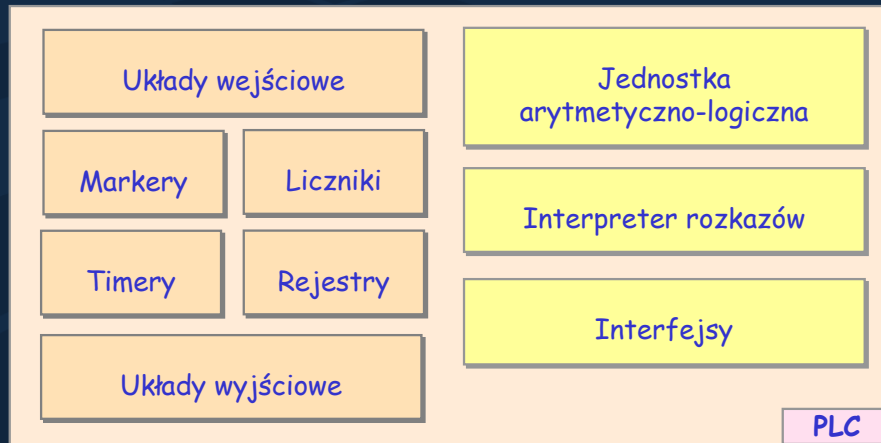 Układy wejściowe
Markery
Liczniki
Timery
Rejestry
Układy wyjściowe
Jednostka
arytmetyczno-logiczna
Interpreter rozkazów
Interfejsy
PLC